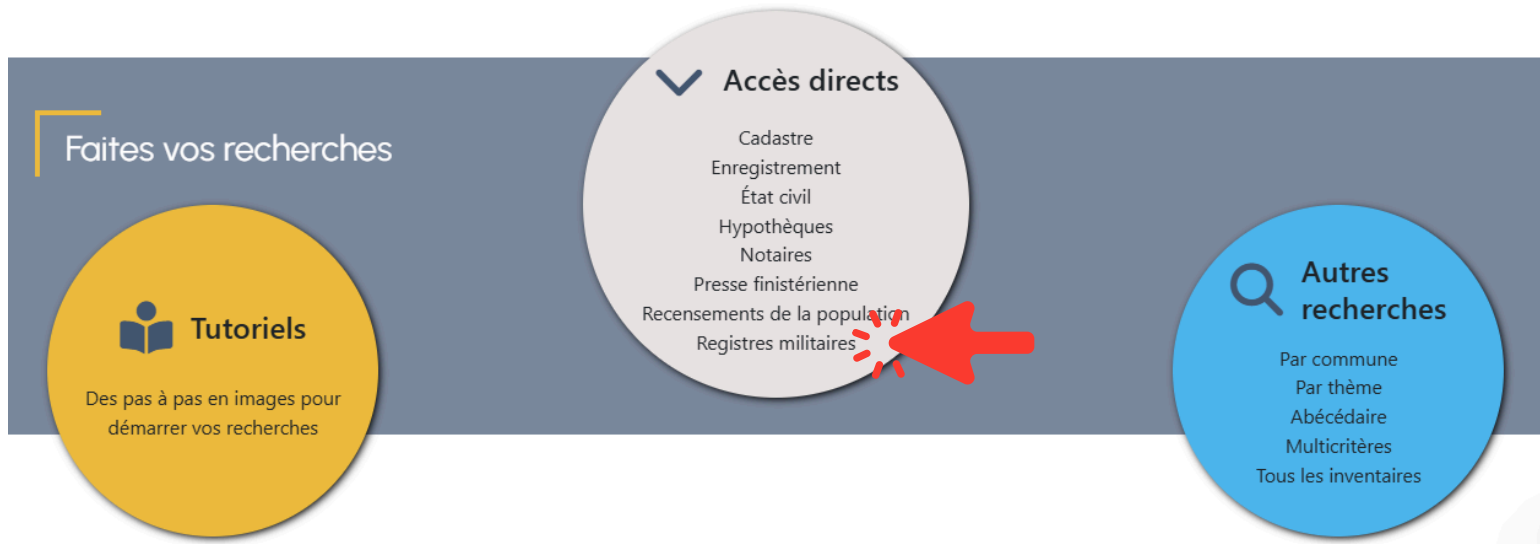 Faites vos recherches
Tutoriels
Des pas à pas en images pour
démarrer vos recherches
Accès directs
Cadastre
Enregistrement
État civil
Hypothèques
Notaires
Presse finistérienne
Recensements de la population
Registres militaires
Autres
recherches
Par commune
Par thème
Abécédaire
Multicritères
Tous les inventaires